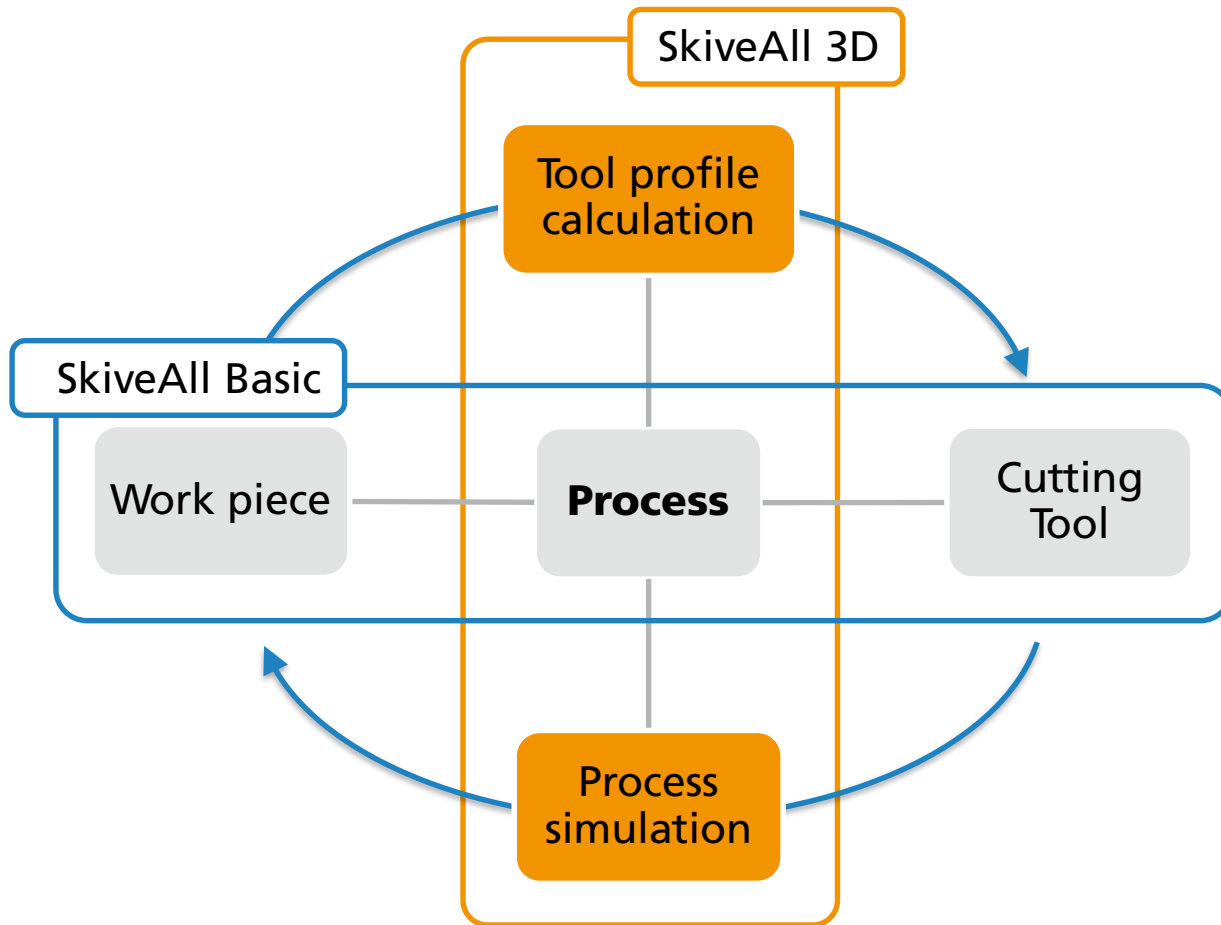 SkiveAll 3D
Tool profile
calculation
SkiveAll Basic
Work piece
Process
Cutting
Tool
Process
simulation